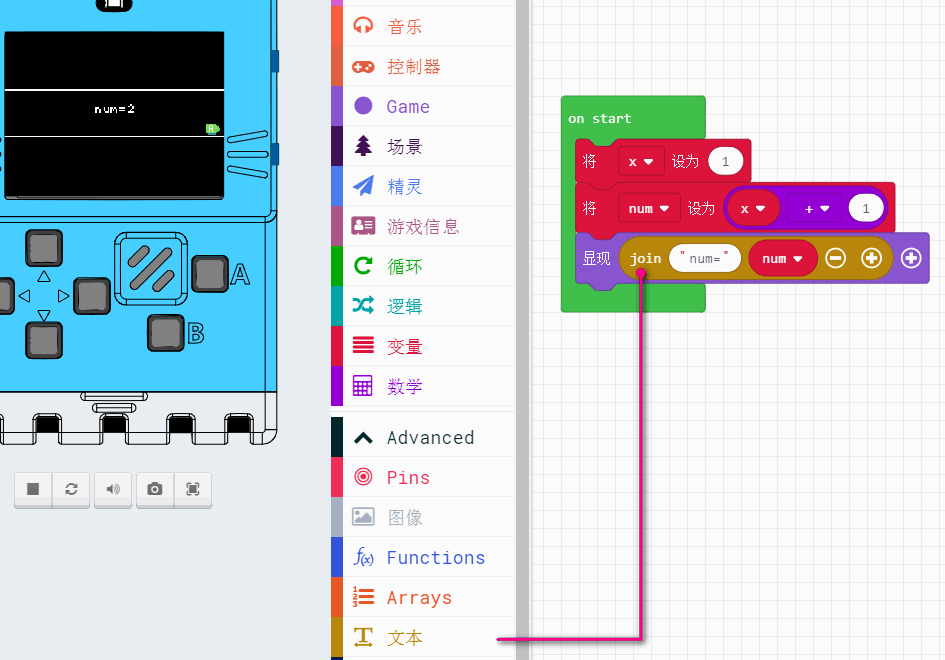 num=2
A
A
B
音乐
控制器
Game
场景
精灵
游戏信息
循环
逻辑
变量
数学
Advanced
Pins
图像
f(x) Functions
Arrays
文本
on start
将 x 设为 1
将 num 设为 x + 1
显现 join "num=" num